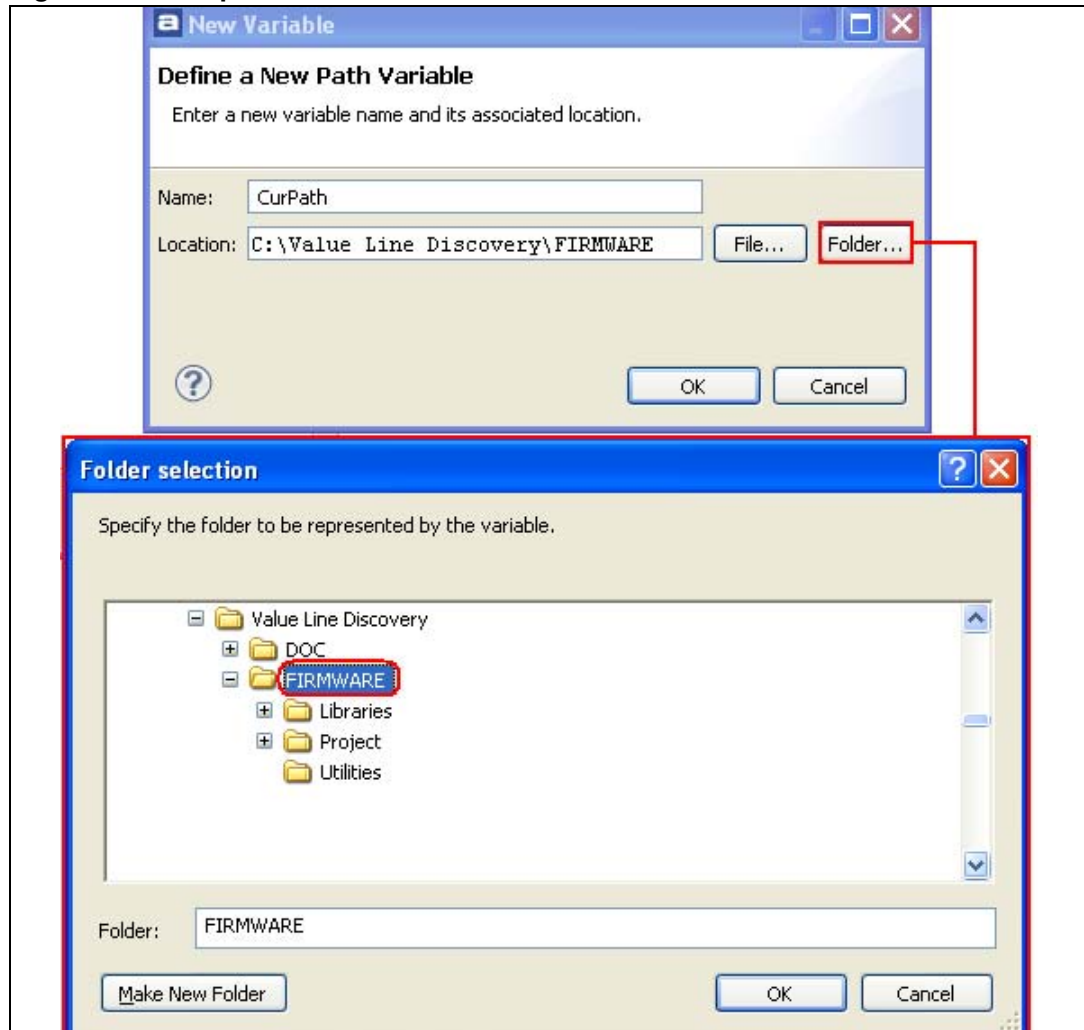 a New Variable
Define a New Path Variable
Enter a new variable name and its associated location.
Name: CurPath
Location: C:\Value Line Discovery\FIRMWARE File... Folder...
? OK Cancel
Folder selection ?
Specify the folder to be represented by the variable.
Value Line Discovery
DOC
FIRMWARE
Libraries
Project
Utilities
Folder: FIRMWARE
Make New Folder OK Cancel